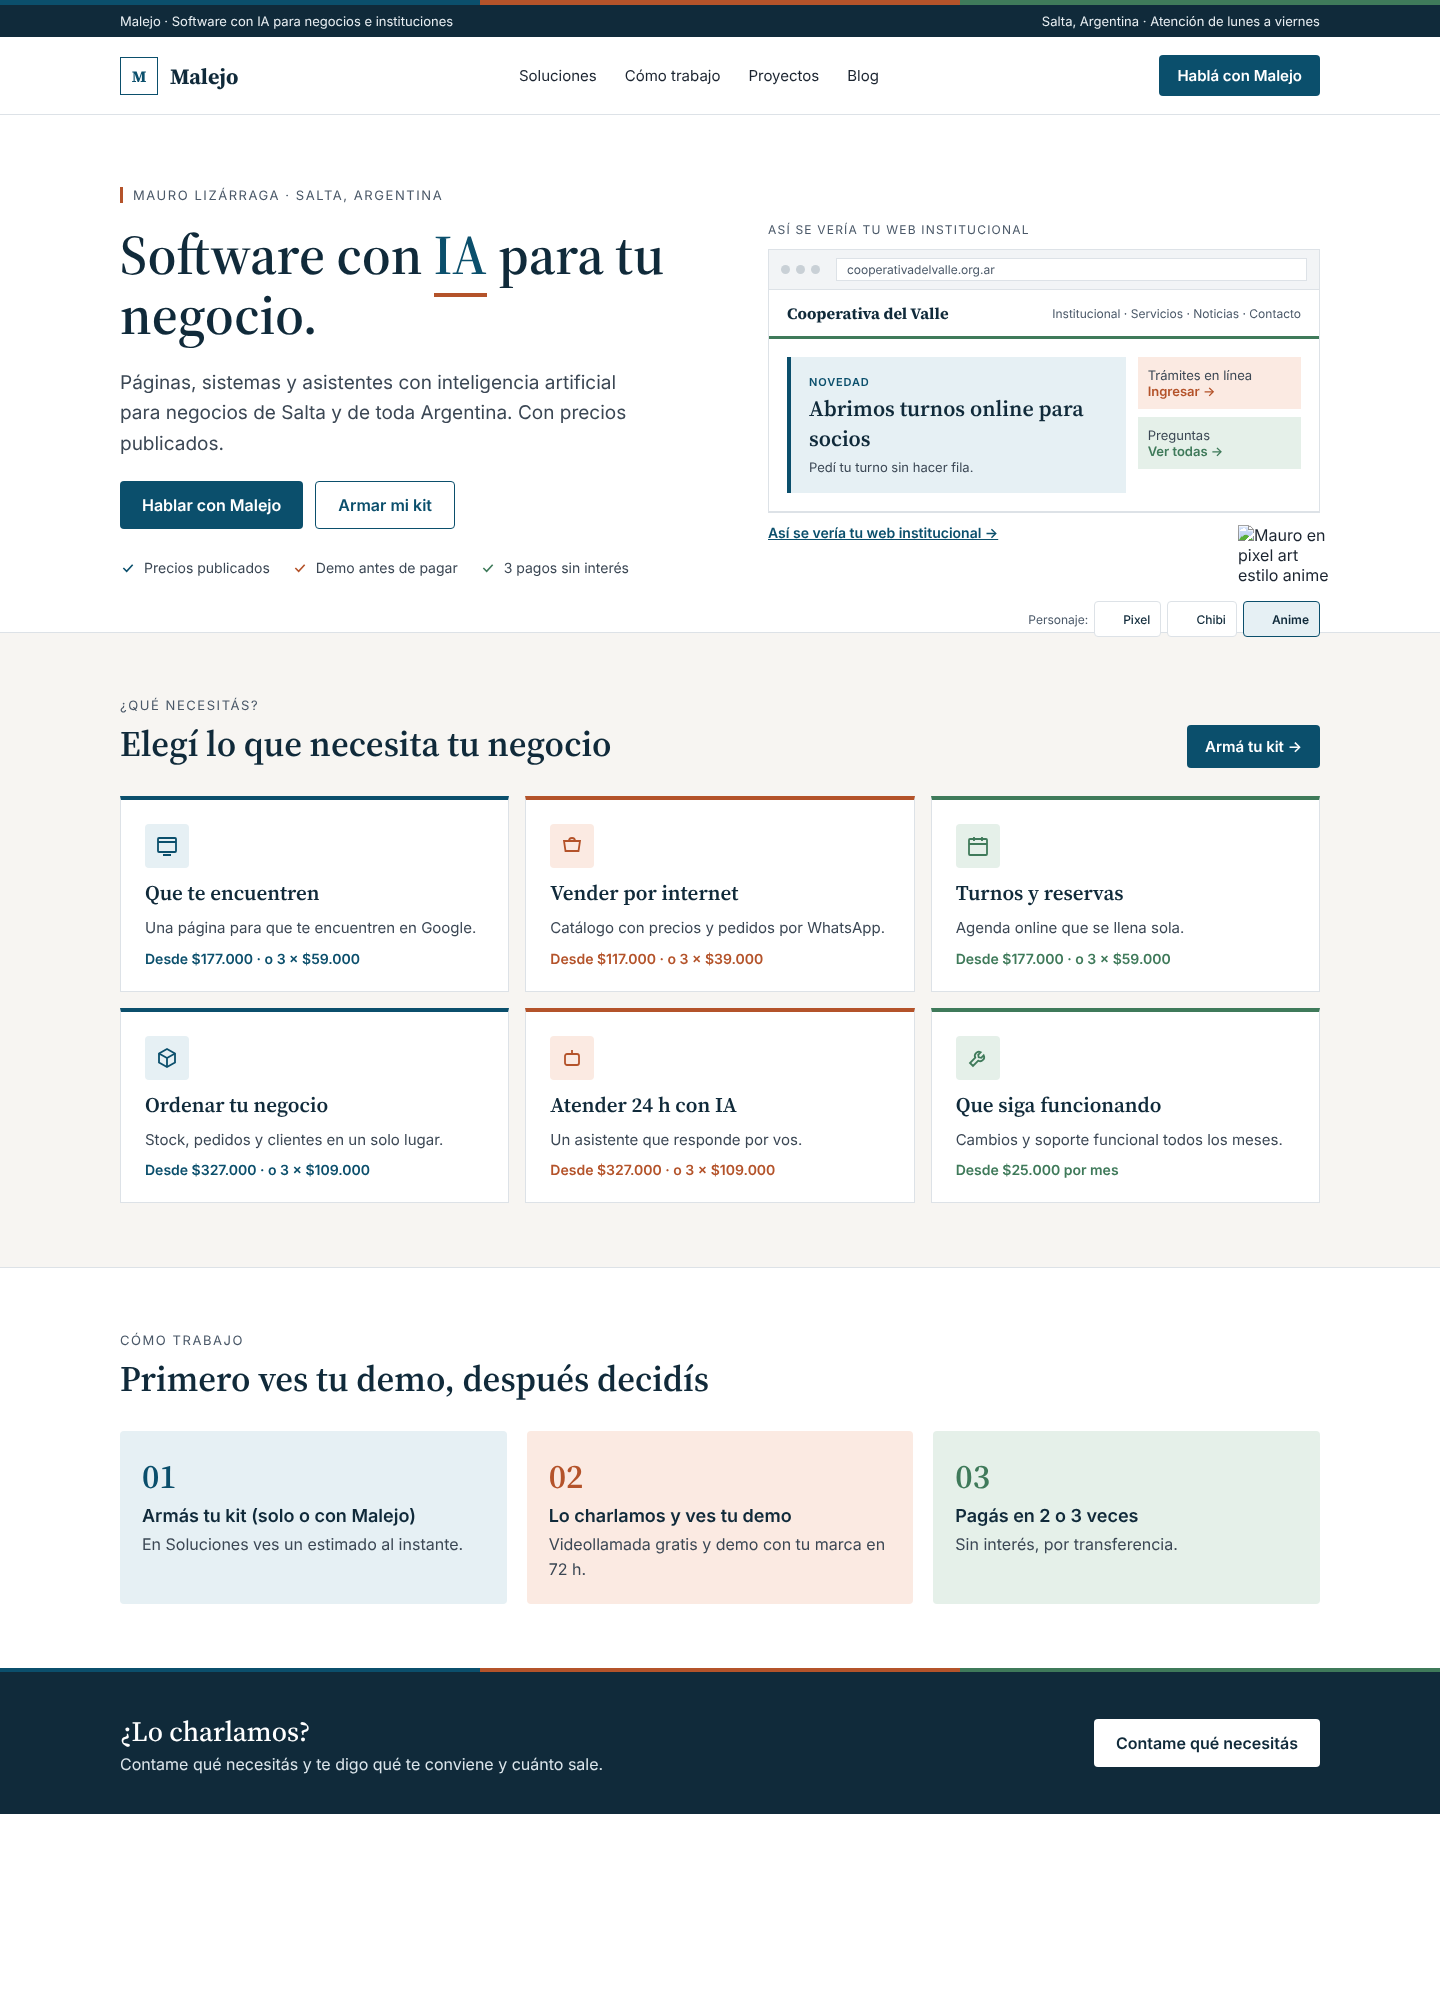 Malejo · Software con IA para negocios e instituciones
Salta, Argentina · Atención de lunes a viernes
M
Malejo
Soluciones
Cómo trabajo
Proyectos
Blog
Hablá con Malejo
MAURO LIZÁRRAGA · SALTA, ARGENTINA
Software con IA para tu
negocio.
Páginas, sistemas y asistentes con inteligencia artificial
para negocios de Salta y de toda Argentina. Con precios
publicados.
Hablar con Malejo
Armar mi kit
Precios publicados
Demo antes de pagar
3 pagos sin interés
ASÍ SE VERÍA TU WEB INSTITUCIONAL
cooperativadelvalle.org.ar
Cooperativa del Valle
Institucional · Servicios · Noticias · Contacto
NOVEDAD
Abrimos turnos online para
socios
Pedí tu turno sin hacer fila.
Trámites en línea
Ingresar →
Preguntas
Ver todas →
Así se vería tu web institucional →
Mauro en
pixel art
estilo anime
Personaje:
Pixel
Chibi
Anime
¿QUÉ NECESITÁS?
Elegí lo que necesita tu negocio
Armá tu kit →
Que te encuentren
Una página para que te encuentren en Google.
Desde $177.000 · o 3 × $59.000
Vender por internet
Catálogo con precios y pedidos por WhatsApp.
Desde $117.000 · o 3 × $39.000
Turnos y reservas
Agenda online que se llena sola.
Desde $177.000 · o 3 × $59.000
Ordenar tu negocio
Stock, pedidos y clientes en un solo lugar.
Desde $327.000 · o 3 × $109.000
Atender 24 h con IA
Un asistente que responde por vos.
Desde $327.000 · o 3 × $109.000
Que siga funcionando
Cambios y soporte funcional todos los meses.
Desde $25.000 por mes
CÓMO TRABAJO
Primero ves tu demo, después decidís
01
Armás tu kit (solo o con Malejo)
En Soluciones ves un estimado al instante.
02
Lo charlamos y ves tu demo
Videollamada gratis y demo con tu marca en
72 h.
03
Pagás en 2 o 3 veces
Sin interés, por transferencia.
¿Lo charlamos?
Contame qué necesitás y te digo qué te conviene y cuánto sale.
Contame qué necesitás